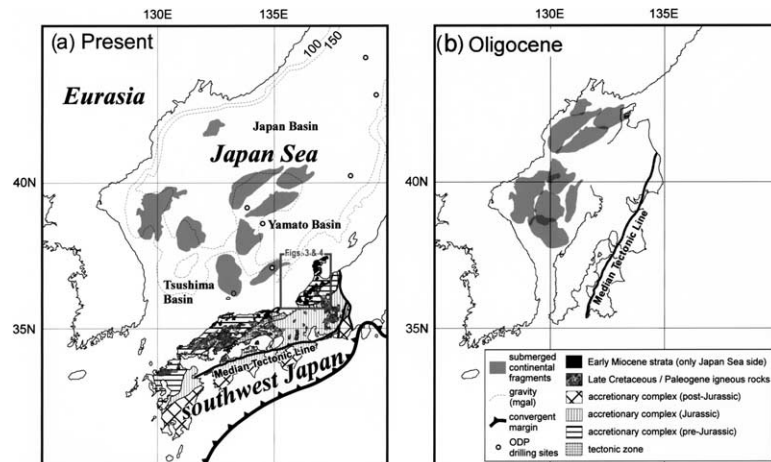 130E
135E
(a) Present
100
150
Eurasia
Japan Basin
Japan Sea
40N
Yamato Basin
Figs. 3 & 4
Tsushima
Basin
35N
Median Tectonic Line
southwest Japan
130E
135E
(b) Oligocene
40N
Median Tectonic Line
35N
submerged
continental
fragments
gravity
(mgal)
convergent
margin
ODP
drilling sites
Early Miocene strata (only Japan Sea side)
Late Cretaceous / Paleogene igneous rocks
accretionary complex (post-Jurassic)
accretionary complex (Jurassic)
accretionary complex (pre-Jurassic)
tectonic zone